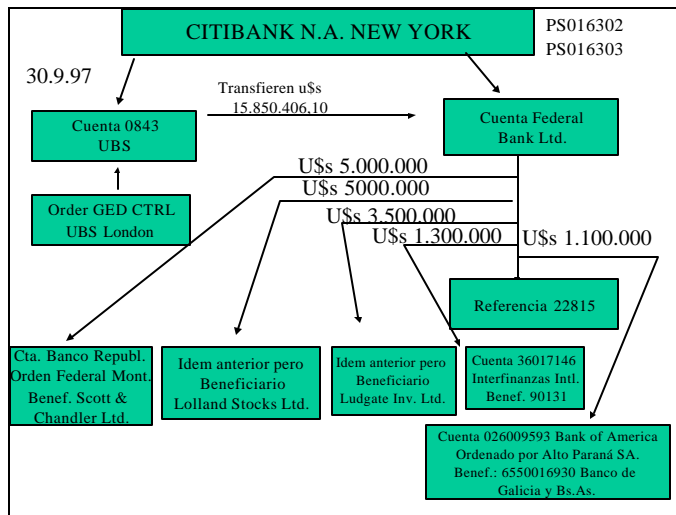 CITIBANK N.A. NEW YORK
PS016302
PS016303
30.9.97
Transfieren u$s
15.850.406,10
Cuenta 0843
UBS
Cuenta Federal
Bank Ltd.
U$s 5.000.000
U$s 5000.000
Order GED CTRL
UBS London
U$s 3.500.000
U$s 1.300.000
U$s 1.100.000
Referencia 22815
Cta. Banco Republ.
Orden Federal Mont.
Benef. Scott &
Chandler Ltd.
Idem anterior pero
Beneficiario
Lolland Stocks Ltd.
Idem anterior pero
Beneficiario
Ludgate Inv. Ltd.
Cuenta 36017146
Interfinanzas Intl.
Benef. 90131
Cuenta 026009593 Bank of America
Ordenado por Alto Paraná SA.
Benef.: 6550016930 Banco de
Galicia y Bs.As.